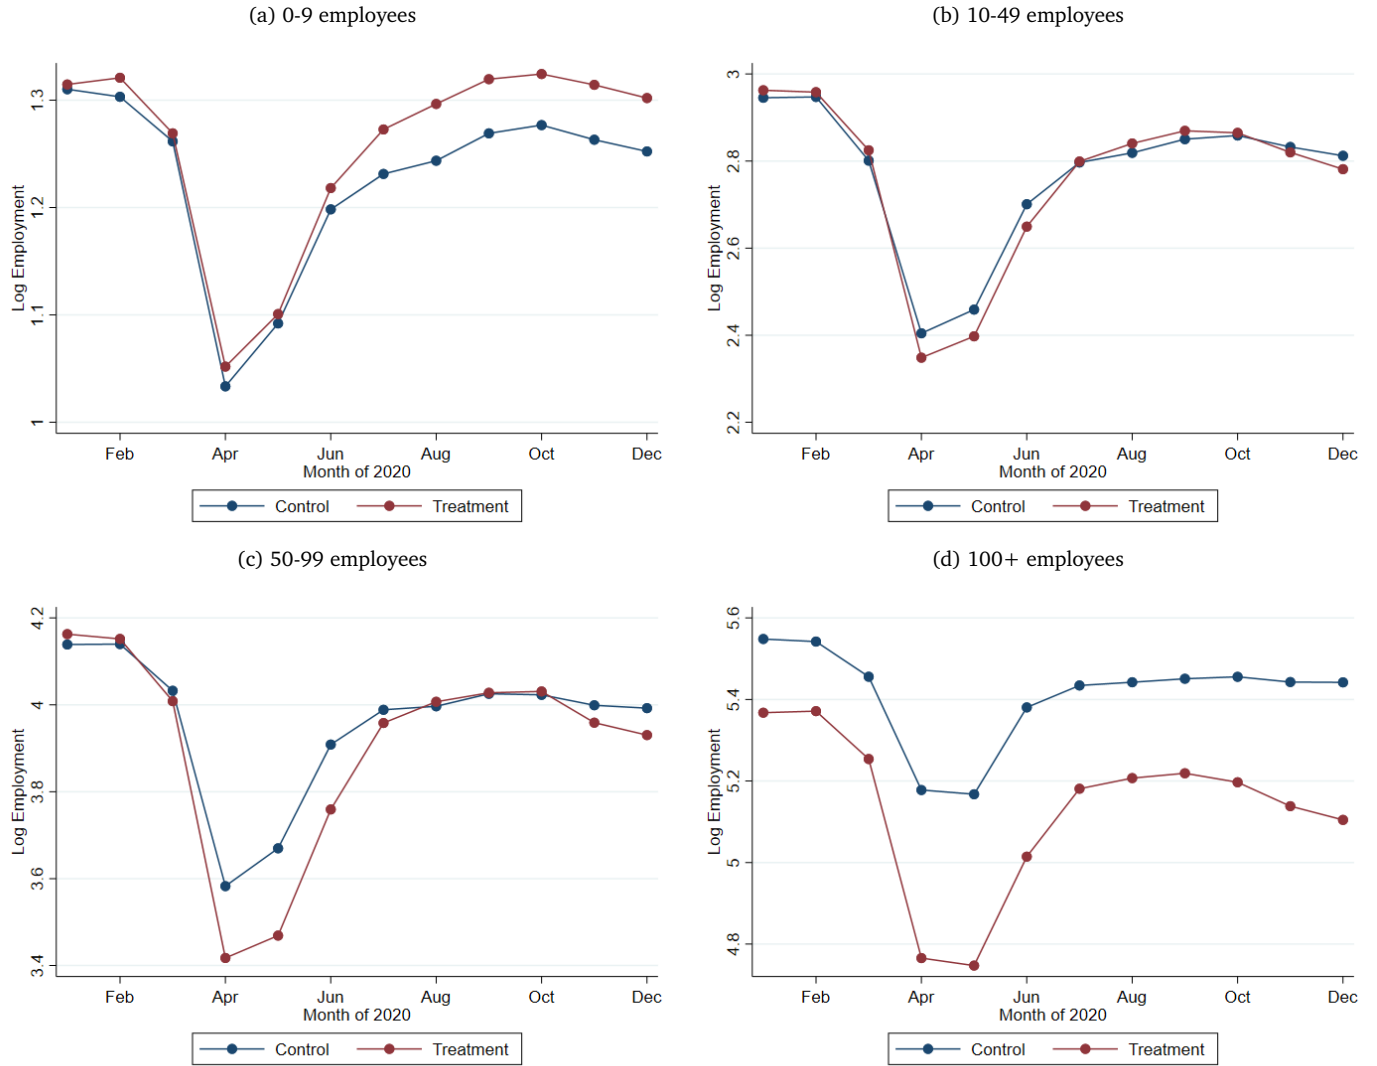 (a) 0-9 employees
Log Employment
1.3
1.2
1.1
1
Feb Apr Jun Aug Oct Dec
Month of 2020
Control Treatment
(b) 10-49 employees
Log Employment
3
2.8
2.6
2.4
2.2
Feb Apr Jun Aug Oct Dec
Month of 2020
Control Treatment
(c) 50-99 employees
Log Employment
4.2
4
3.8
3.6
3.4
Feb Apr Jun Aug Oct Dec
Month of 2020
Control Treatment
(d) 100+ employees
Log Employment
5.6
5.4
5.2
5
4.8
Feb Apr Jun Aug Oct Dec
Month of 2020
Control Treatment